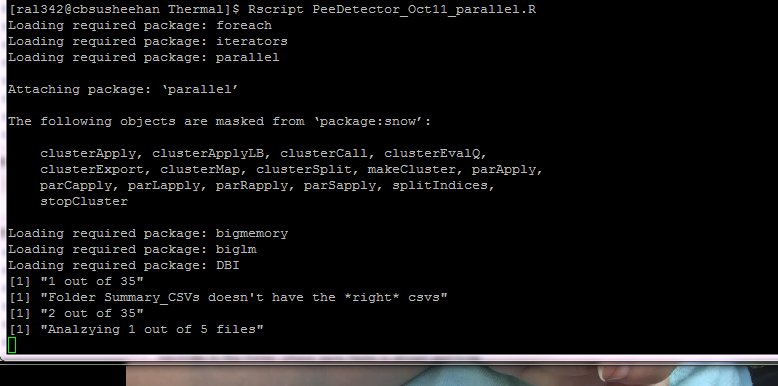 [ral342@cbsusheehan Thermal]$ Rscript PeeDetector_Oct11_parallel.R
Loading required package: foreach
Loading required package: iterators
Loading required package: parallel
Attaching package: ‘parallel’
The following objects are masked from ‘package:snow’:
clusterApply, clusterApplyLB, clusterCall, clusterEvalQ,
clusterExport, clusterMap, clusterSplit, makeCluster, parApply,
parCapply, parLapply, parRapply, parSapply, splitIndices,
stopCluster
Loading required package: bigmemory
Loading required package: biglm
Loading required package: DBI
[1] "1 out of 35"
[1] "Folder Summary_CSVs doesn't have the *right* csvs"
[1] "2 out of 35"
[1] "Analzying 1 out of 5 files"